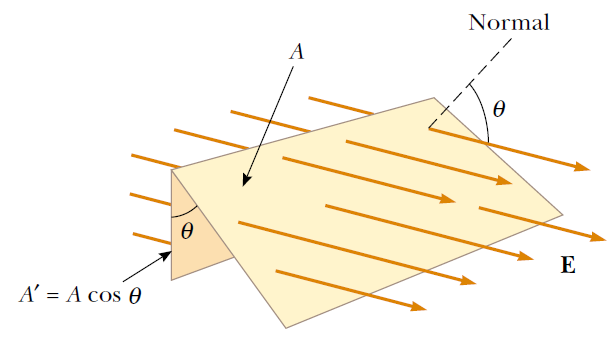 Normal
A
θ
θ
E
A′ = A cos θ